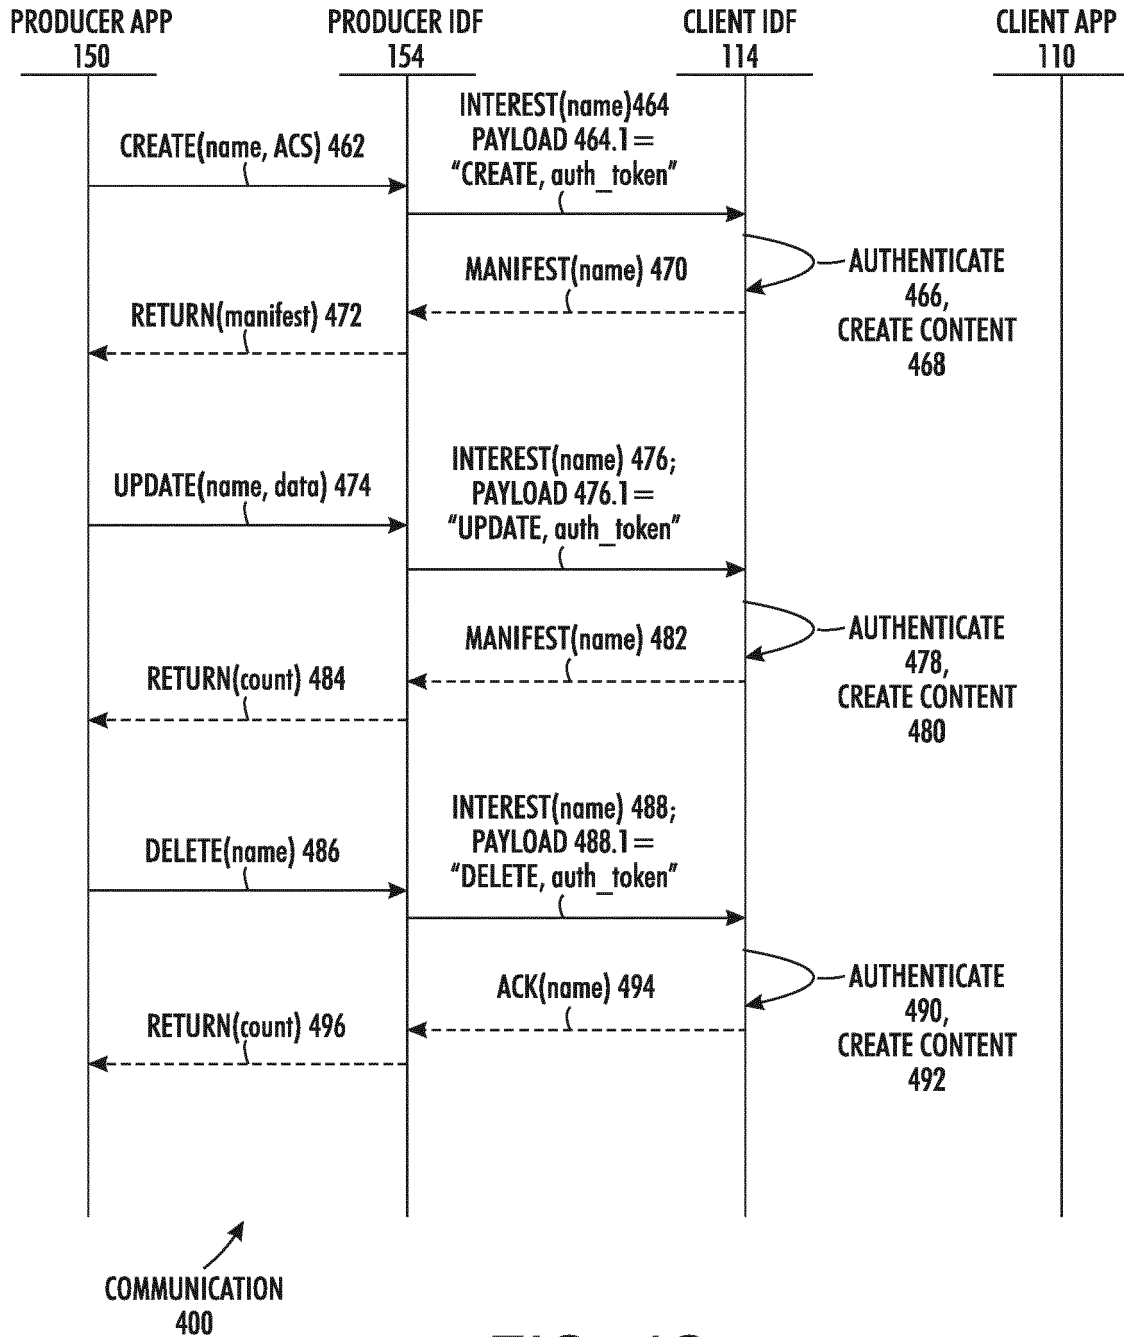 PRODUCER APP
150
PRODUCER IDF
154
CLIENT IDF
114
CLIENT APP
110
CREATE(name, ACS) 462
INTEREST(name)464
PAYLOAD 464.1=
"CREATE, auth_token"
AUTHENTICATE
466,
CREATE CONTENT
468
MANIFEST(name) 470
RETURN(manifest) 472
UPDATE(name, data) 474
INTEREST(name) 476;
PAYLOAD 476.1=
"UPDATE, auth_token"
AUTHENTICATE
478,
CREATE CONTENT
480
MANIFEST(name) 482
RETURN(count) 484
DELETE(name) 486
INTEREST(name) 488;
PAYLOAD 488.1=
"DELETE, auth_token"
AUTHENTICATE
490,
CREATE CONTENT
492
ACK(name) 494
RETURN(count) 496
COMMUNICATION
400